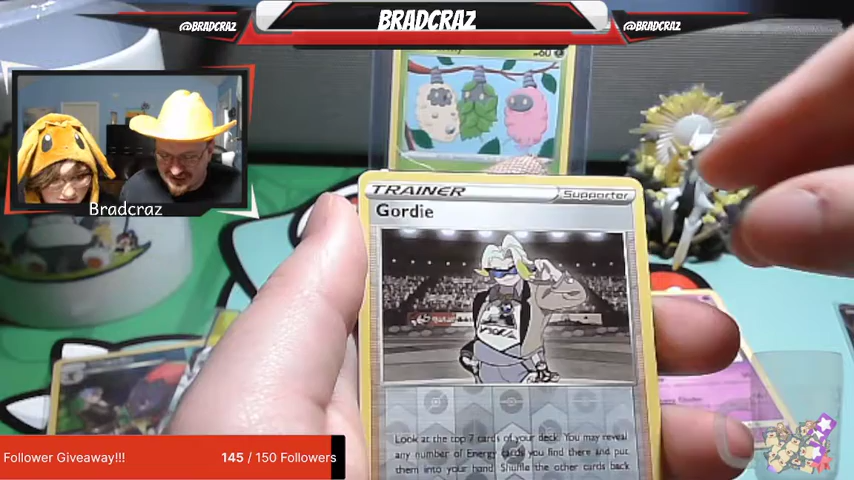 @BRADCRAZ
BRADCRAZ
@BRADCRAZ
60
Bradcraz
TRAINER
Supporter
Gordie
Look at the top 7 cards of your deck. You may reveal
any number of Energy cards you find there and put
them into your hand. Shuffle the other cards back
Follower Giveaway!!!
145 / 150 Followers